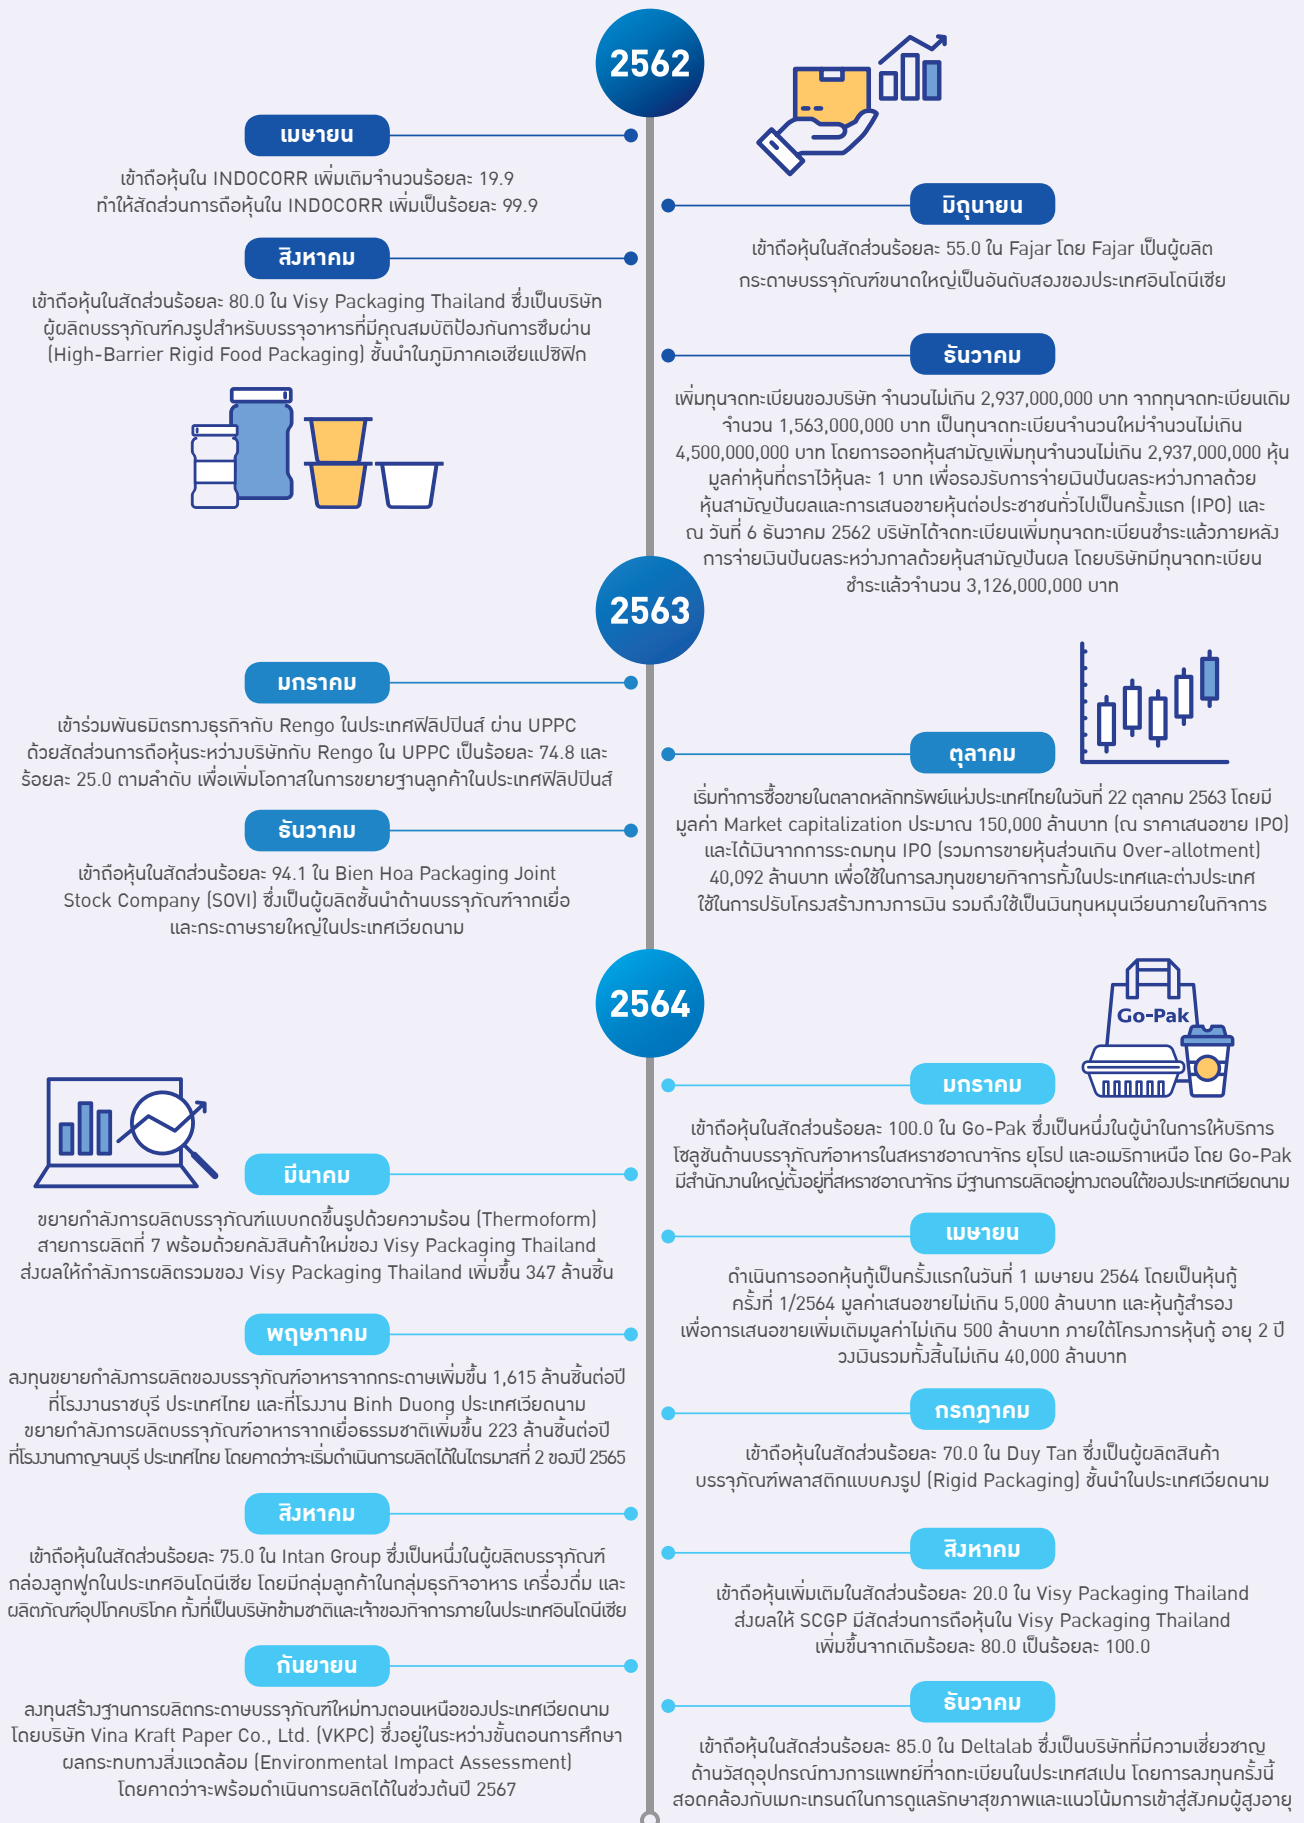 2562
เมษายน
เข้าถือหุ้นใน INDOCORR เพิ่มเติมจำนวนร้อยละ 19.9
ทำให้สัดส่วนการถือหุ้นใน INDOCORR เพิ่มเป็นร้อยละ 99.9
มิถุนายน
เข้าถือหุ้นในสัดส่วนร้อยละ 55.0 ใน Fajar โดย Fajar เป็นผู้ผลิต
กระดาษบรรจุภัณฑ์ขนาดใหญ่เป็นอันดับสองของประเทศอินโดนีเซีย
สิงหาคม
เข้าถือหุ้นในสัดส่วนร้อยละ 80.0 ใน Visy Packaging Thailand ซึ่งเป็นบริษัท
ผู้ผลิตบรรจุภัณฑ์คงรูปสำหรับบรรจุอาหารที่มีคุณสมบัติป้องกันการซึมผ่าน
(High-Barrier Rigid Food Packaging) ชั้นนำในภูมิภาคเอเชียแปซิฟิก
ธันวาคม
เพิ่มทุนจดทะเบียนของบริษัท จำนวนไม่เกิน 2,937,000,000 บาท จากทุนจดทะเบียนเดิม
จำนวน 1,563,000,000 บาท เป็นทุนจดทะเบียนจำนวนใหม่จำนวนไม่เกิน
4,500,000,000 บาท โดยการออกหุ้นสามัญเพิ่มทุนจำนวนไม่เกิน 2,937,000,000 หุ้น
มูลค่าหุ้นที่ตราไว้หุ้นละ 1 บาท เพื่อรองรับการจ่ายเงินปันผลระหว่างกาลด้วย
หุ้นสามัญปันผลและการเสนอขายหุ้นต่อประชาชนทั่วไปเป็นครั้งแรก (IPO) และ
ณ วันที่ 6 ธันวาคม 2562 บริษัทได้จดทะเบียนเพิ่มทุนจดทะเบียนชำระแล้วภายหลัง
การจ่ายเงินปันผลระหว่างกาลด้วยหุ้นสามัญปันผล โดยบริษัทมีทุนจดทะเบียน
ชำระแล้วจำนวน 3,126,000,000 บาท
2563
มกราคม
เข้าร่วมพันธมิตรทางธุรกิจกับ Rengo ในประเทศฟิลิปปินส์ ผ่าน UPPC
ด้วยสัดส่วนการถือหุ้นระหว่างบริษัทกับ Rengo ใน UPPC เป็นร้อยละ 74.8 และ
ร้อยละ 25.0 ตามลำดับ เพื่อเพิ่มโอกาสในการขยายฐานลูกค้าในประเทศฟิลิปปินส์
ตุลาคม
เริ่มทำการซื้อขายในตลาดหลักทรัพย์แห่งประเทศไทยในวันที่ 22 ตุลาคม 2563 โดยมี
มูลค่า Market capitalization ประมาณ 150,000 ล้านบาท (ณ ราคาเสนอขาย IPO)
และได้เงินจากการระดมทุน IPO (รวมการขายหุ้นส่วนเกิน Over-allotment)
40,092 ล้านบาท เพื่อใช้ในการลงทุนขยายกิจการทั้งในประเทศและต่างประเทศ
ใช้ในการปรับโครงสร้างทางการเงิน รวมถึงใช้เป็นเงินทุนหมุนเวียนภายในกิจการ
ธันวาคม
เข้าถือหุ้นในสัดส่วนร้อยละ 94.1 ใน Bien Hoa Packaging Joint
Stock Company (SOVI) ซึ่งเป็นผู้ผลิตชั้นนำด้านบรรจุภัณฑ์จากเยื่อ
และกระดาษรายใหญ่ในประเทศเวียดนาม
2564
Go-Pak
มกราคม
เข้าถือหุ้นในสัดส่วนร้อยละ 100.0 ใน Go-Pak ซึ่งเป็นหนึ่งในผู้นำในการให้บริการ
โซลูชันด้านบรรจุภัณฑ์อาหารในสหราชอาณาจักร ยุโรป และอเมริกาเหนือ โดย Go-Pak
มีสำนักงานใหญ่ตั้งอยู่ที่สหราชอาณาจักร มีฐานการผลิตอยู่ทางตอนใต้ของประเทศเวียดนาม
มีนาคม
ขยายกำลังการผลิตบรรจุภัณฑ์แบบกดขึ้นรูปด้วยความร้อน (Thermoform)
สายการผลิตที่ 7 พร้อมด้วยคลังสินค้าใหม่ของ Visy Packaging Thailand
ส่งผลให้กำลังการผลิตรวมของ Visy Packaging Thailand เพิ่มขึ้น 347 ล้านชิ้น
เมษายน
ดำเนินการออกหุ้นกู้เป็นครั้งแรกในวันที่ 1 เมษายน 2564 โดยเป็นหุ้นกู้
ครั้งที่ 1/2564 มูลค่าเสนอขายไม่เกิน 5,000 ล้านบาท และหุ้นกู้สำรอง
เพื่อการเสนอขายเพิ่มเติมมูลค่าไม่เกิน 500 ล้านบาท ภายใต้โครงการหุ้นกู้ อายุ 2 ปี
วงเงินรวมทั้งสิ้นไม่เกิน 40,000 ล้านบาท
พฤษภาคม
ลงทุนขยายกำลังการผลิตของบรรจุภัณฑ์อาหารจากกระดาษเพิ่มขึ้น 1,615 ล้านชิ้นต่อปี
ที่โรงงานราชบุรี ประเทศไทย และที่โรงงาน Binh Duong ประเทศเวียดนาม
ขยายกำลังการผลิตบรรจุภัณฑ์อาหารจากเยื่อธรรมชาติเพิ่มขึ้น 223 ล้านชิ้นต่อปี
ที่โรงงานกาญจนบุรี ประเทศไทย โดยคาดว่าจะเริ่มดำเนินการผลิตได้ในไตรมาสที่ 2 ของปี 2565
กรกฎาคม
เข้าถือหุ้นในสัดส่วนร้อยละ 70.0 ใน Duy Tan ซึ่งเป็นผู้ผลิตสินค้า
บรรจุภัณฑ์พลาสติกแบบคงรูป (Rigid Packaging) ชั้นนำในประเทศเวียดนาม
สิงหาคม
เข้าถือหุ้นในสัดส่วนร้อยละ 75.0 ใน Intan Group ซึ่งเป็นหนึ่งในผู้ผลิตบรรจุภัณฑ์
กล่องลูกฟูกในประเทศอินโดนีเซีย โดยมีกลุ่มลูกค้าในกลุ่มธุรกิจอาหาร เครื่องดื่ม และ
ผลิตภัณฑ์อุปโภคบริโภค ทั้งที่เป็นบริษัทข้ามชาติและเจ้าของกิจการภายในประเทศอินโดนีเซีย
สิงหาคม
เข้าถือหุ้นเพิ่มเติมในสัดส่วนร้อยละ 20.0 ใน Visy Packaging Thailand
ส่งผลให้ SCGP มีสัดส่วนการถือหุ้นใน Visy Packaging Thailand
เพิ่มขึ้นจากเดิมร้อยละ 80.0 เป็นร้อยละ 100.0
กันยายน
ลงทุนสร้างฐานการผลิตกระดาษบรรจุภัณฑ์ใหม่ทางตอนเหนือของประเทศเวียดนาม
โดยบริษัท Vina Kraft Paper Co., Ltd. (VKPC) ซึ่งอยู่ในระหว่างขั้นตอนการศึกษา
ผลกระทบทางสิ่งแวดล้อม (Environmental Impact Assessment)
โดยคาดว่าจะพร้อมดำเนินการผลิตได้ในช่วงต้นปี 2567
ธันวาคม
เข้าถือหุ้นในสัดส่วนร้อยละ 85.0 ใน Deltalab ซึ่งเป็นบริษัทที่มีความเชี่ยวชาญ
ด้านวัสดุอุปกรณ์ทางการแพทย์ที่จดทะเบียนในประเทศสเปน โดยการลงทุนครั้งนี้
สอดคล้องกับเมกะเทรนด์ในการดูแลรักษาสุขภาพและแนวโน้มการเข้าสู่สังคมผู้สูงอายุ